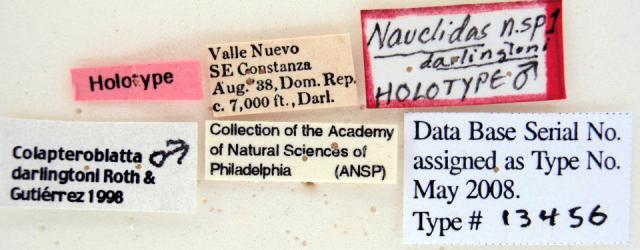 Holotype
Valle Nuevo
SE Constanza
Aug. '38, Dom. Rep.
c. 7,000 ft., Darl.
Nauclidas n.sp1
darlingtoni
HOLOTYPE ♂
Colapteroblatta ♂
darlingtoni Roth &
Gutiérrez 1998
Collection of the Academy
of Natural Sciences of
Philadelphia (ANSP)
Data Base Serial No.
assigned as Type No.
May 2008.
Type # 13456